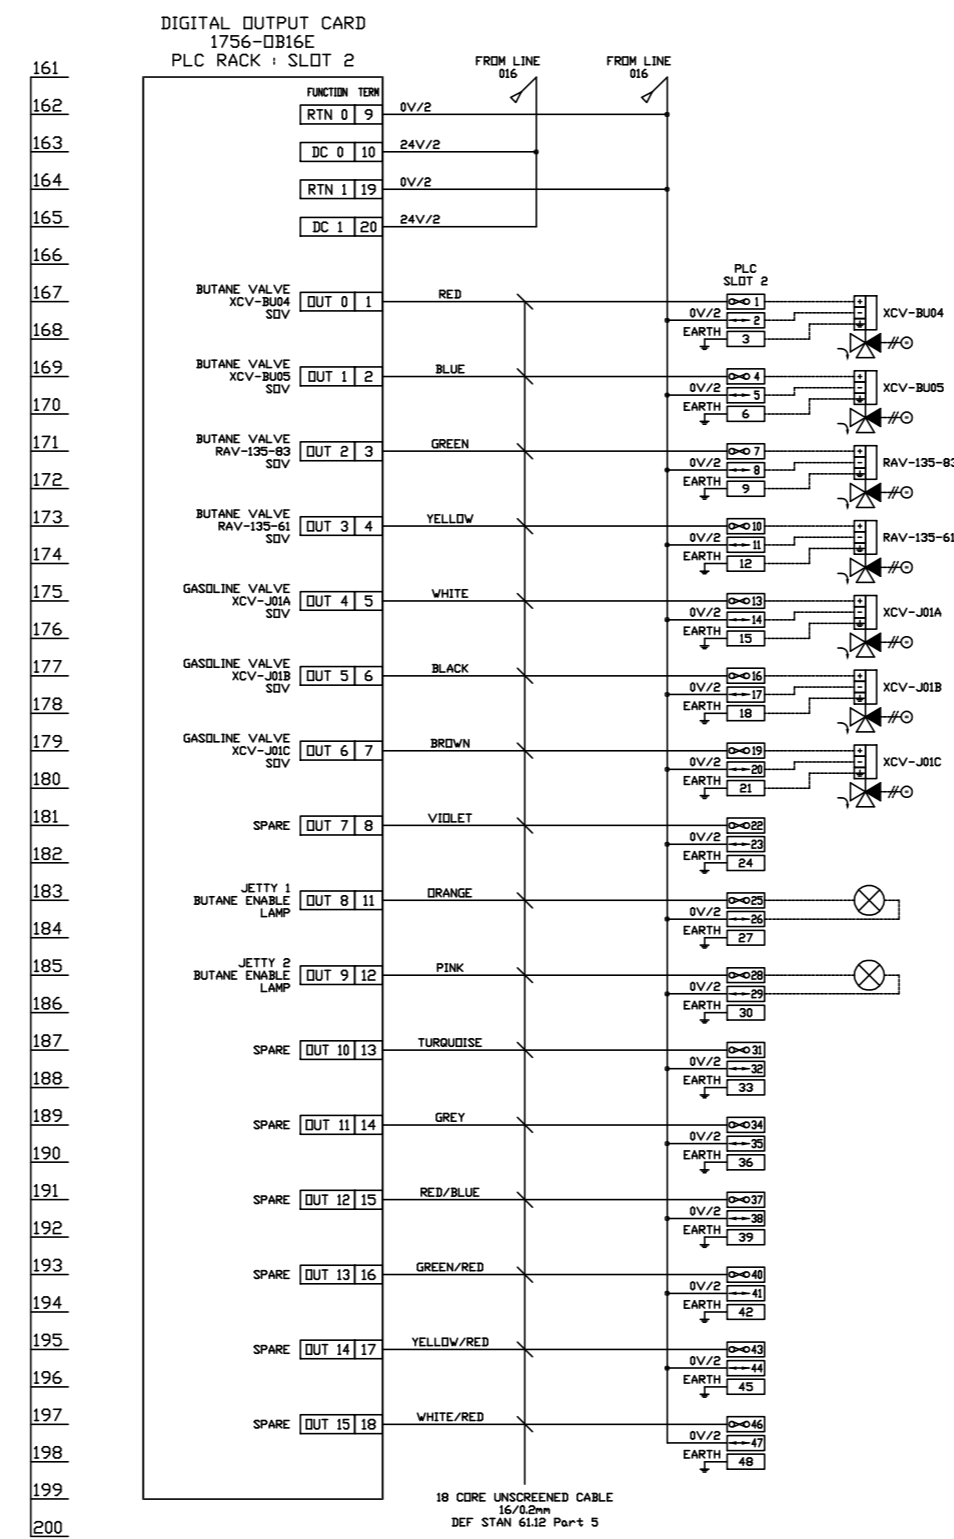 DIGITAL OUTPUT CARD
1756-OB16E
PLC RACK : SLOT 2
FROM LINE
016
FROM LINE
016
161
FUNCTION TERM
162
RTN 0 9 0V/2
163
DC 0 10 24V/2
164
RTN 1 19 0V/2
165
DC 1 20 24V/2
166
PLC
SLOT 2
167
BUTANE VALVE
XCV-BU04
SOV
OUT 0 1 RED 1
0V/2 2 XCV-BU04
168
EARTH 3
169
BUTANE VALVE
XCV-BU05
SOV
OUT 1 2 BLUE 4
0V/2 5 XCV-BU05
170
EARTH 6
171
BUTANE VALVE
RAV-135-83
SOV
OUT 2 3 GREEN 7
0V/2 8 RAV-135-83
172
EARTH 9
173
BUTANE VALVE
RAV-135-61
SOV
OUT 3 4 YELLOW 10
0V/2 11 RAV-135-61
174
EARTH 12
175
GASOLINE VALVE
XCV-J01A
SOV
OUT 4 5 WHITE 13
0V/2 14 XCV-J01A
176
EARTH 15
177
GASOLINE VALVE
XCV-J01B
SOV
OUT 5 6 BLACK 16
0V/2 17 XCV-J01B
178
EARTH 18
179
GASOLINE VALVE
XCV-J01C
SOV
OUT 6 7 BROWN 19
0V/2 20 XCV-J01C
180
EARTH 21
181
SPARE OUT 7 8 VIOLET 22
0V/2 23
182
EARTH 24
183
JETTY 1
BUTANE ENABLE
LAMP
OUT 8 11 ORANGE 25
0V/2 26
184
EARTH 27
185
JETTY 2
BUTANE ENABLE
LAMP
OUT 9 12 PINK 28
0V/2 29
186
EARTH 30
187
SPARE OUT 10 13 TURQUOISE 31
0V/2 32
188
EARTH 33
189
SPARE OUT 11 14 GREY 34
0V/2 35
190
EARTH 36
191
SPARE OUT 12 15 RED/BLUE 37
0V/2 38
192
EARTH 39
193
SPARE OUT 13 16 GREEN/RED 40
0V/2 41
194
EARTH 42
195
SPARE OUT 14 17 YELLOW/RED 43
0V/2 44
196
EARTH 45
197
SPARE OUT 15 18 WHITE/RED 46
0V/2 47
198
EARTH 48
199
18 CORE UNSCREENED CABLE
16/0.2mm
DEF STAN 61.12 Part 5
200